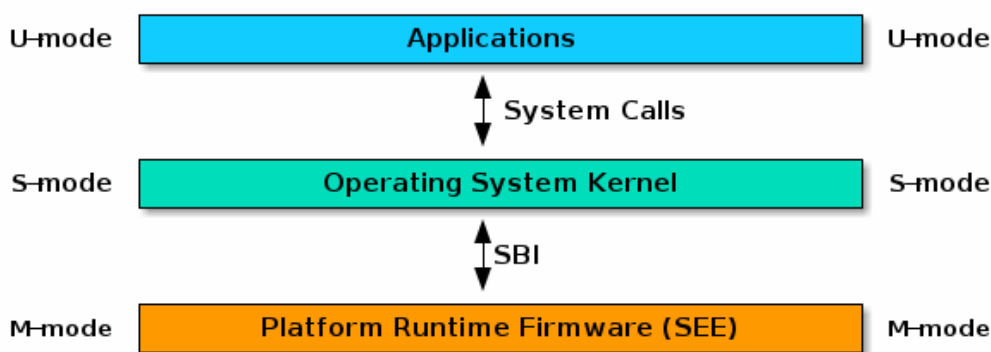 U-mode Applications U-mode
System Calls
S-mode Operating System Kernel S-mode
SBI
M-mode Platform Runtime Firmware (SEE) M-mode